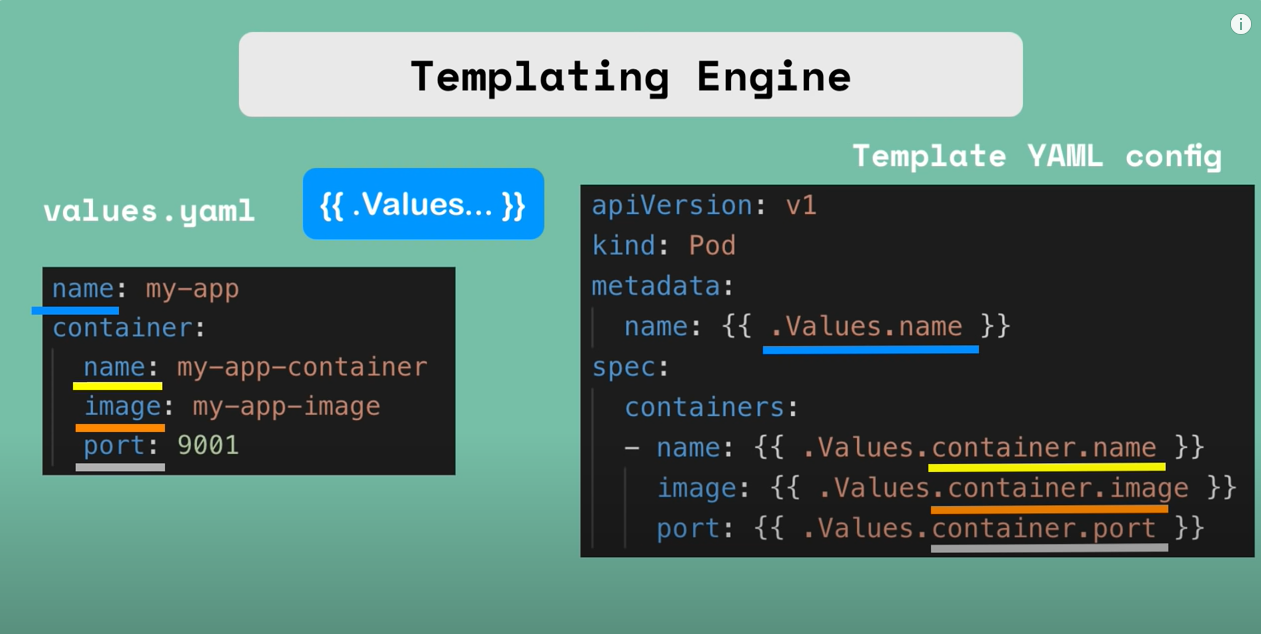 Templating Engine
values.yaml
{{ .Values... }}
name: my-app
container:
name: my-app-container
image: my-app-image
port: 9001
Template YAML config
apiVersion: v1
kind: Pod
metadata:
name: {{ .Values.name }}
spec:
containers:
- name: {{ .Values.container.name }}
image: {{ .Values.container.image }}
port: {{ .Values.container.port }}